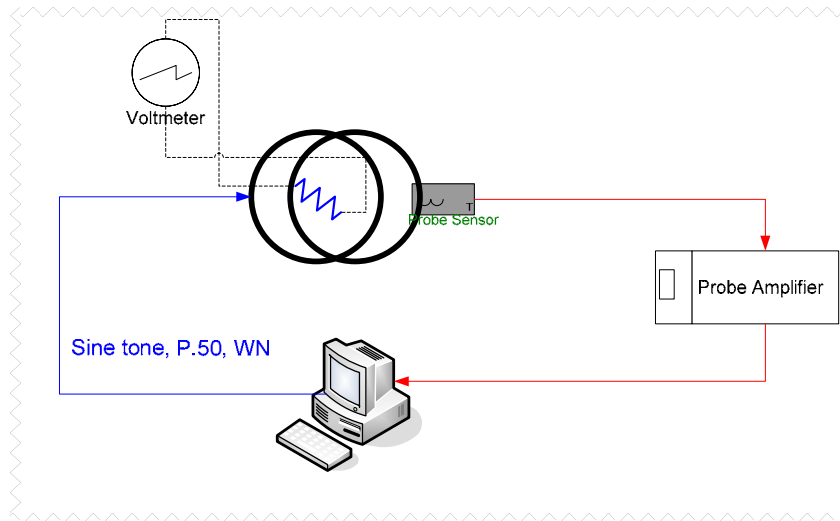 Voltmeter
T
Probe Sensor
Probe Amplifier
Sine tone, P.50, WN